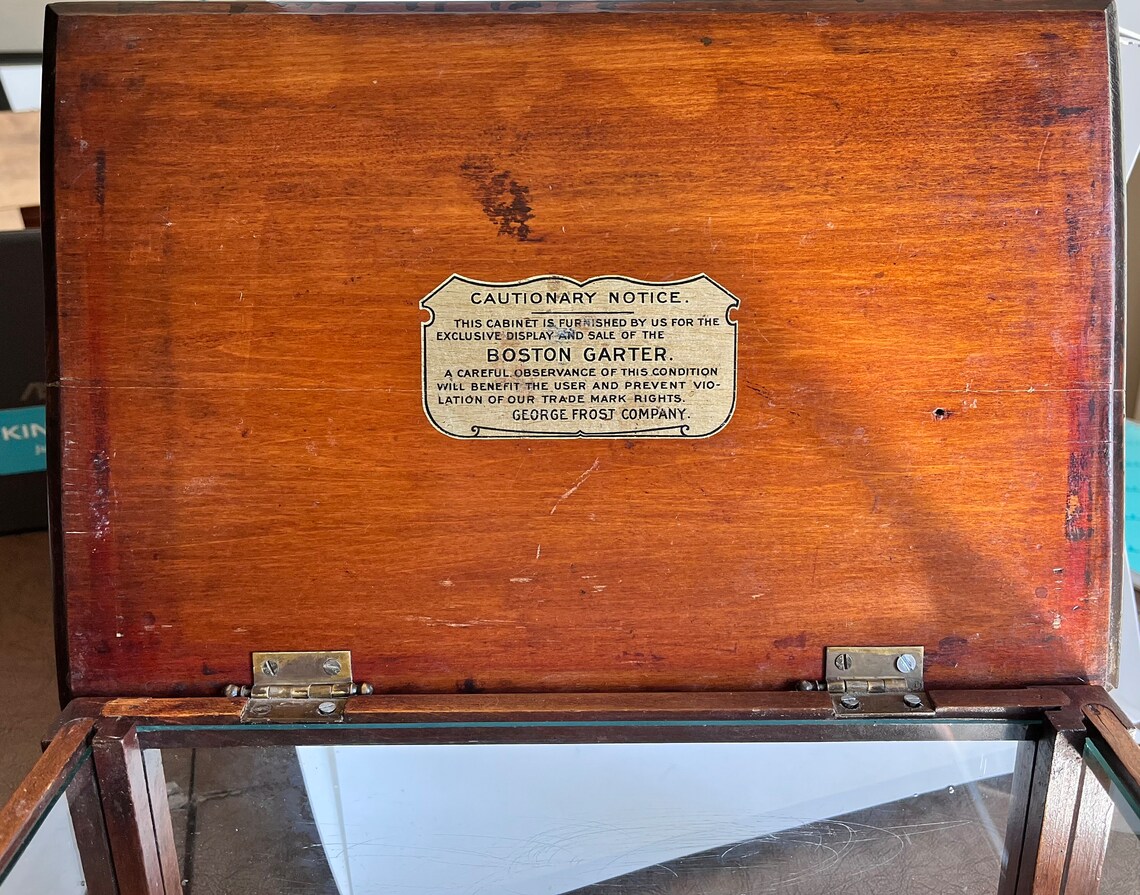 CAUTIONARY NOTICE.
THIS CABINET IS FURNISHED BY US FOR THE
EXCLUSIVE DISPLAY AND SALE OF THE
BOSTON GARTER.
A CAREFUL OBSERVANCE OF THIS CONDITION
WILL BENEFIT THE USER AND PREVENT VIO-
LATION OF OUR TRADE MARK RIGHTS.
GEORGE FROST COMPANY.
KIN